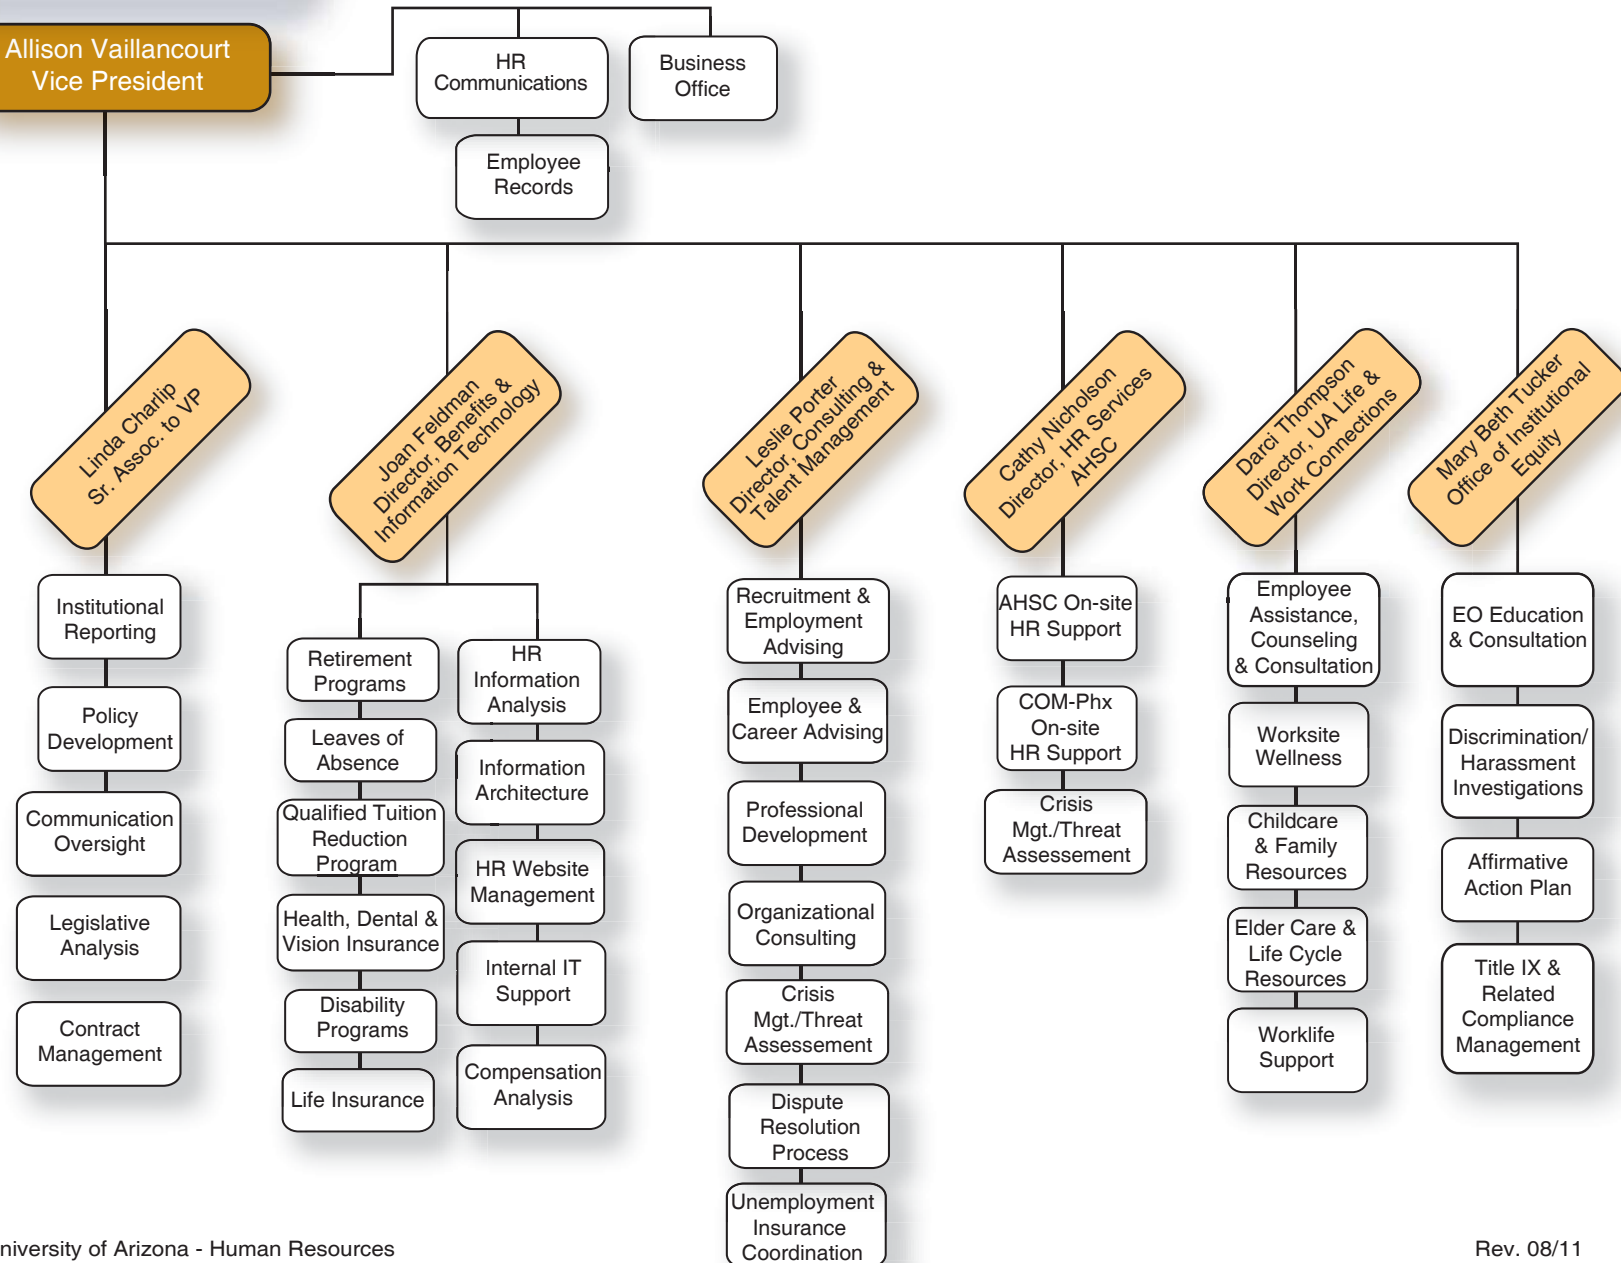 Allison Vaillancourt
Vice President
HR
Communications
Business
Office
Employee
Records
Linda Charlip
Sr. Assoc. to VP
Joan Feldman
Director, Benefits &
Information Technology
Leslie Porter
Director, Consulting &
Talent Management
Cathy Nicholson
Director, HR Services
AHSC
Darci Thompson
Director, UA Life &
Work Connections
Mary Beth Tucker
Office of Institutional
Equity
Institutional
Reporting
Policy
Development
Communication
Oversight
Legislative
Analysis
Contract
Management
Retirement
Programs
Leaves of
Absence
Qualified Tuition
Reduction
Program
Health, Dental &
Vision Insurance
Disability
Programs
Life Insurance
HR
Information
Analysis
Information
Architecture
HR Website
Management
Internal IT
Support
Compensation
Analysis
Recruitment &
Employment
Advising
Employee &
Career Advising
Professional
Development
Organizational
Consulting
Crisis
Mgt./Threat
Assessement
Dispute
Resolution
Process
Unemployment
Insurance
Coordination
AHSC On-site
HR Support
COM-Phx
On-site
HR Support
Crisis
Mgt./Threat
Assessement
Employee
Assistance,
Counseling
& Consultation
Worksite
Wellness
Childcare
& Family
Resources
Elder Care &
Life Cycle
Resources
Worklife
Support
EO Education
& Consultation
Discrimination/
Harassment
Investigations
Affirmative
Action Plan
Title IX &
Related
Compliance
Management
niversity of Arizona - Human Resources
Rev. 08/11